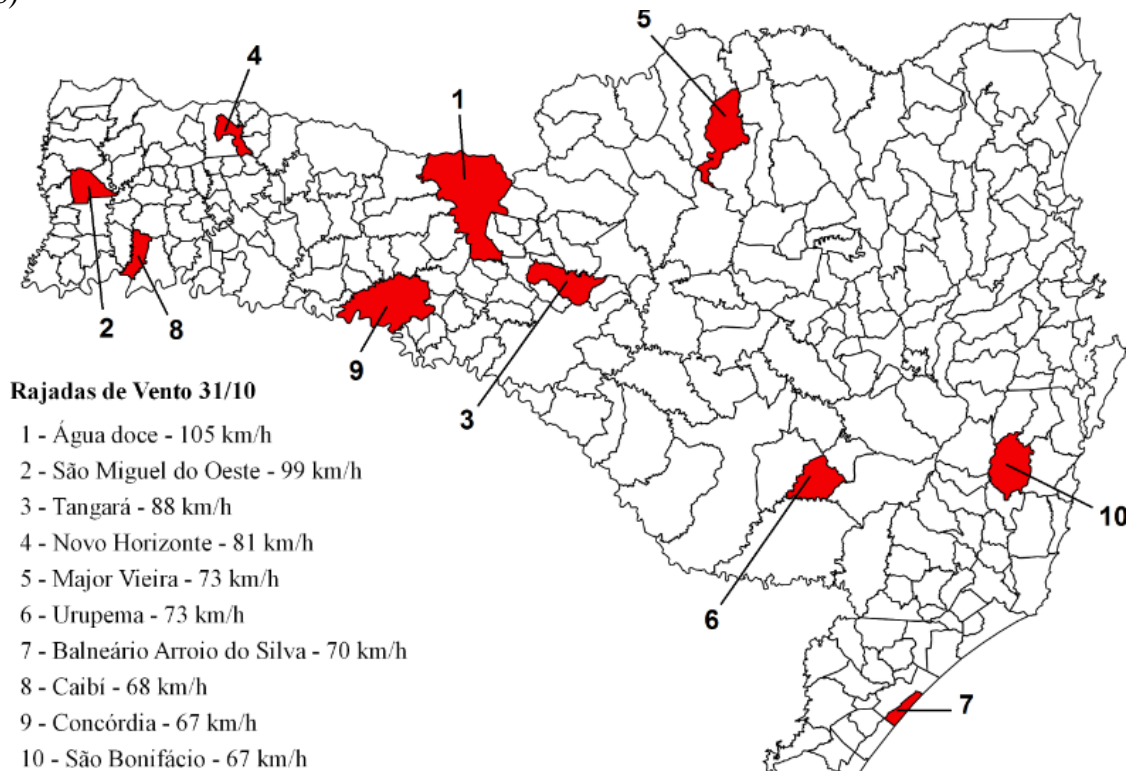 5
4
1
2
8
9
3
6
10
7
Rajadas de Vento 31/10
1 - Água doce - 105 km/h
2 - São Miguel do Oeste - 99 km/h
3 - Tangará - 88 km/h
4 - Novo Horizonte - 81 km/h
5 - Major Vieira - 73 km/h
6 - Urupema - 73 km/h
7 - Balneário Arroio do Silva - 70 km/h
8 - Caibí - 68 km/h
9 - Concórdia - 67 km/h
10 - São Bonifácio - 67 km/h